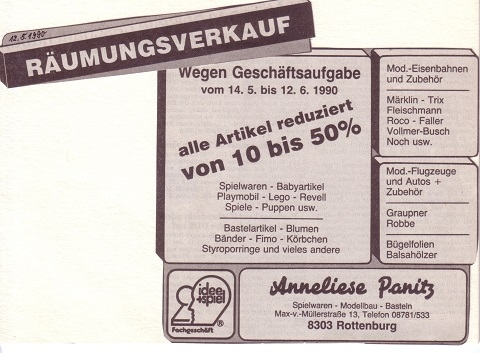 12.5.1990
RÄUMUNGSVERKAUF
Wegen Geschäftsaufgabe
vom 14. 5. bis 12. 6. 1990
alle Artikel reduziert
von 10 bis 50%
Spielwaren - Babyartikel
Playmobil - Lego - Revell
Spiele - Puppen usw.
Bastelartikel - Blumen
Bänder - Fimo - Körbchen
Styroporringe und vieles andere
Mod.-Eisenbahnen
und Zubehör
Märklin - Trix
Fleischmann
Roco - Faller
Vollmer-Busch
Noch usw.
Mod.-Flugzeuge
und Autos +
Zubehör
Graupner
Robbe
Bügelfolien
Balsahölzer
idee
+spiel
®
Fachgeschäft
Anneliese Panitz
Spielwaren - Modellbau - Basteln
Max-v.-Müllerstraße 13, Telefon 08781/533
8303 Rottenburg